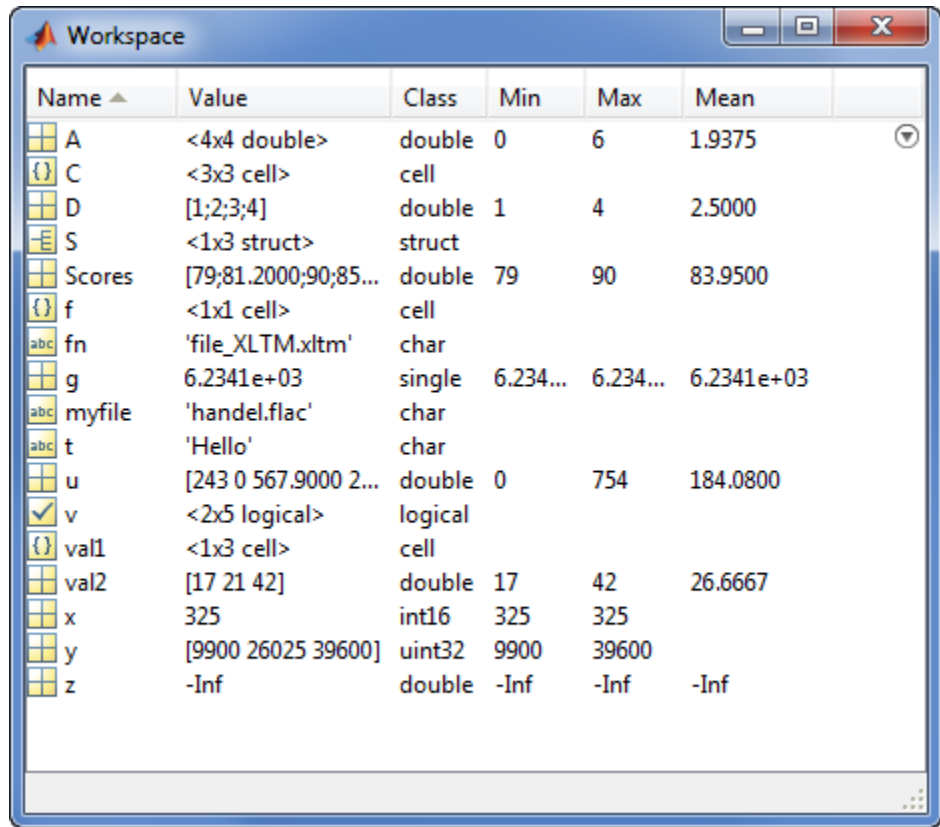 Workspace
Name Value Class Min Max Mean
A <4x4 double> double 0 6 1.9375
{} C <3x3 cell> cell
D [1;2;3;4] double 1 4 2.5000
S <1x3 struct> struct
Scores [79;81.2000;90;85... double 79 90 83.9500
{} f <1x1 cell> cell
abc fn 'file_XLTM.xltm' char
g 6.2341e+03 single 6.234... 6.234... 6.2341e+03
abc myfile 'handel.flac' char
abc t 'Hello' char
u [243 0 567.9000 2... double 0 754 184.0800
v <2x5 logical> logical
{} val1 <1x3 cell> cell
val2 [17 21 42] double 17 42 26.6667
x 325 int16 325 325
y [9900 26025 39600] uint32 9900 39600
z -Inf double -Inf -Inf -Inf